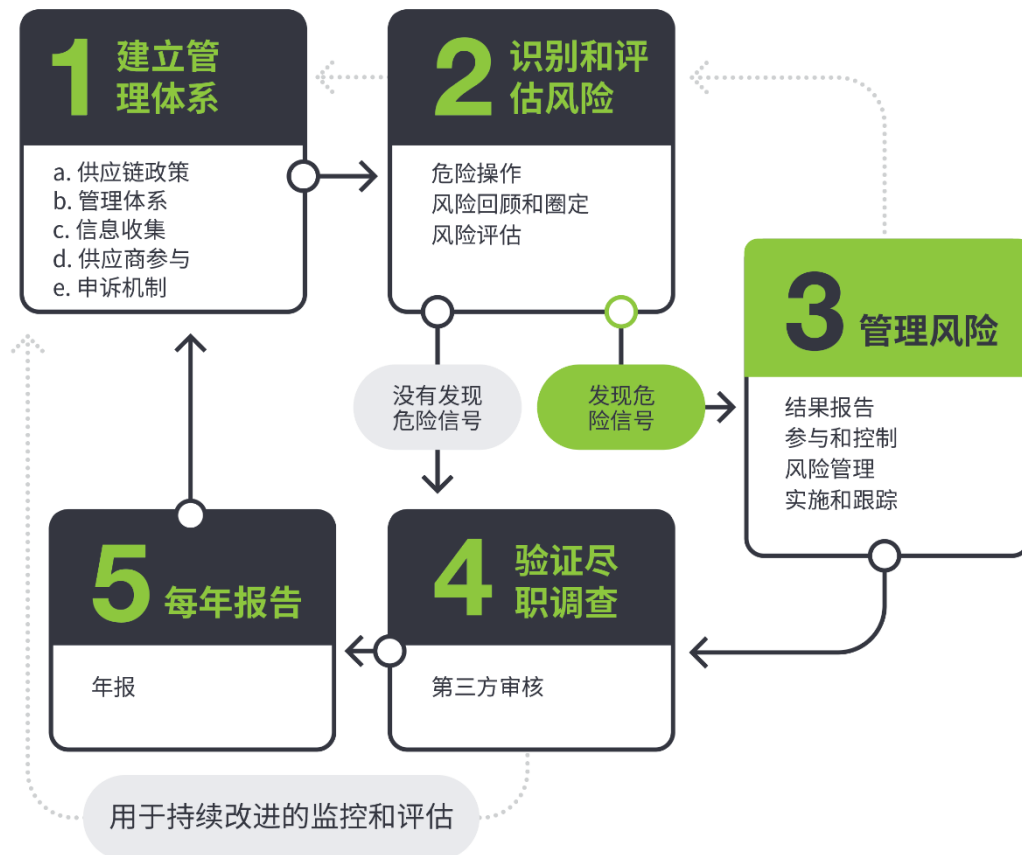 1
建立管
理体系
a. 供应链政策
b. 管理体系
c. 信息收集
d. 供应商参与
e. 申诉机制
2
识别和评
估风险
危险操作
风险回顾和圈定
风险评估
没有发现
危险信号
发现危
险信号
3 管理风险
结果报告
参与和控制
风险管理
实施和跟踪
4
验证尽
职调查
第三方审核
5 每年报告
年报
用于持续改进的监控和评估